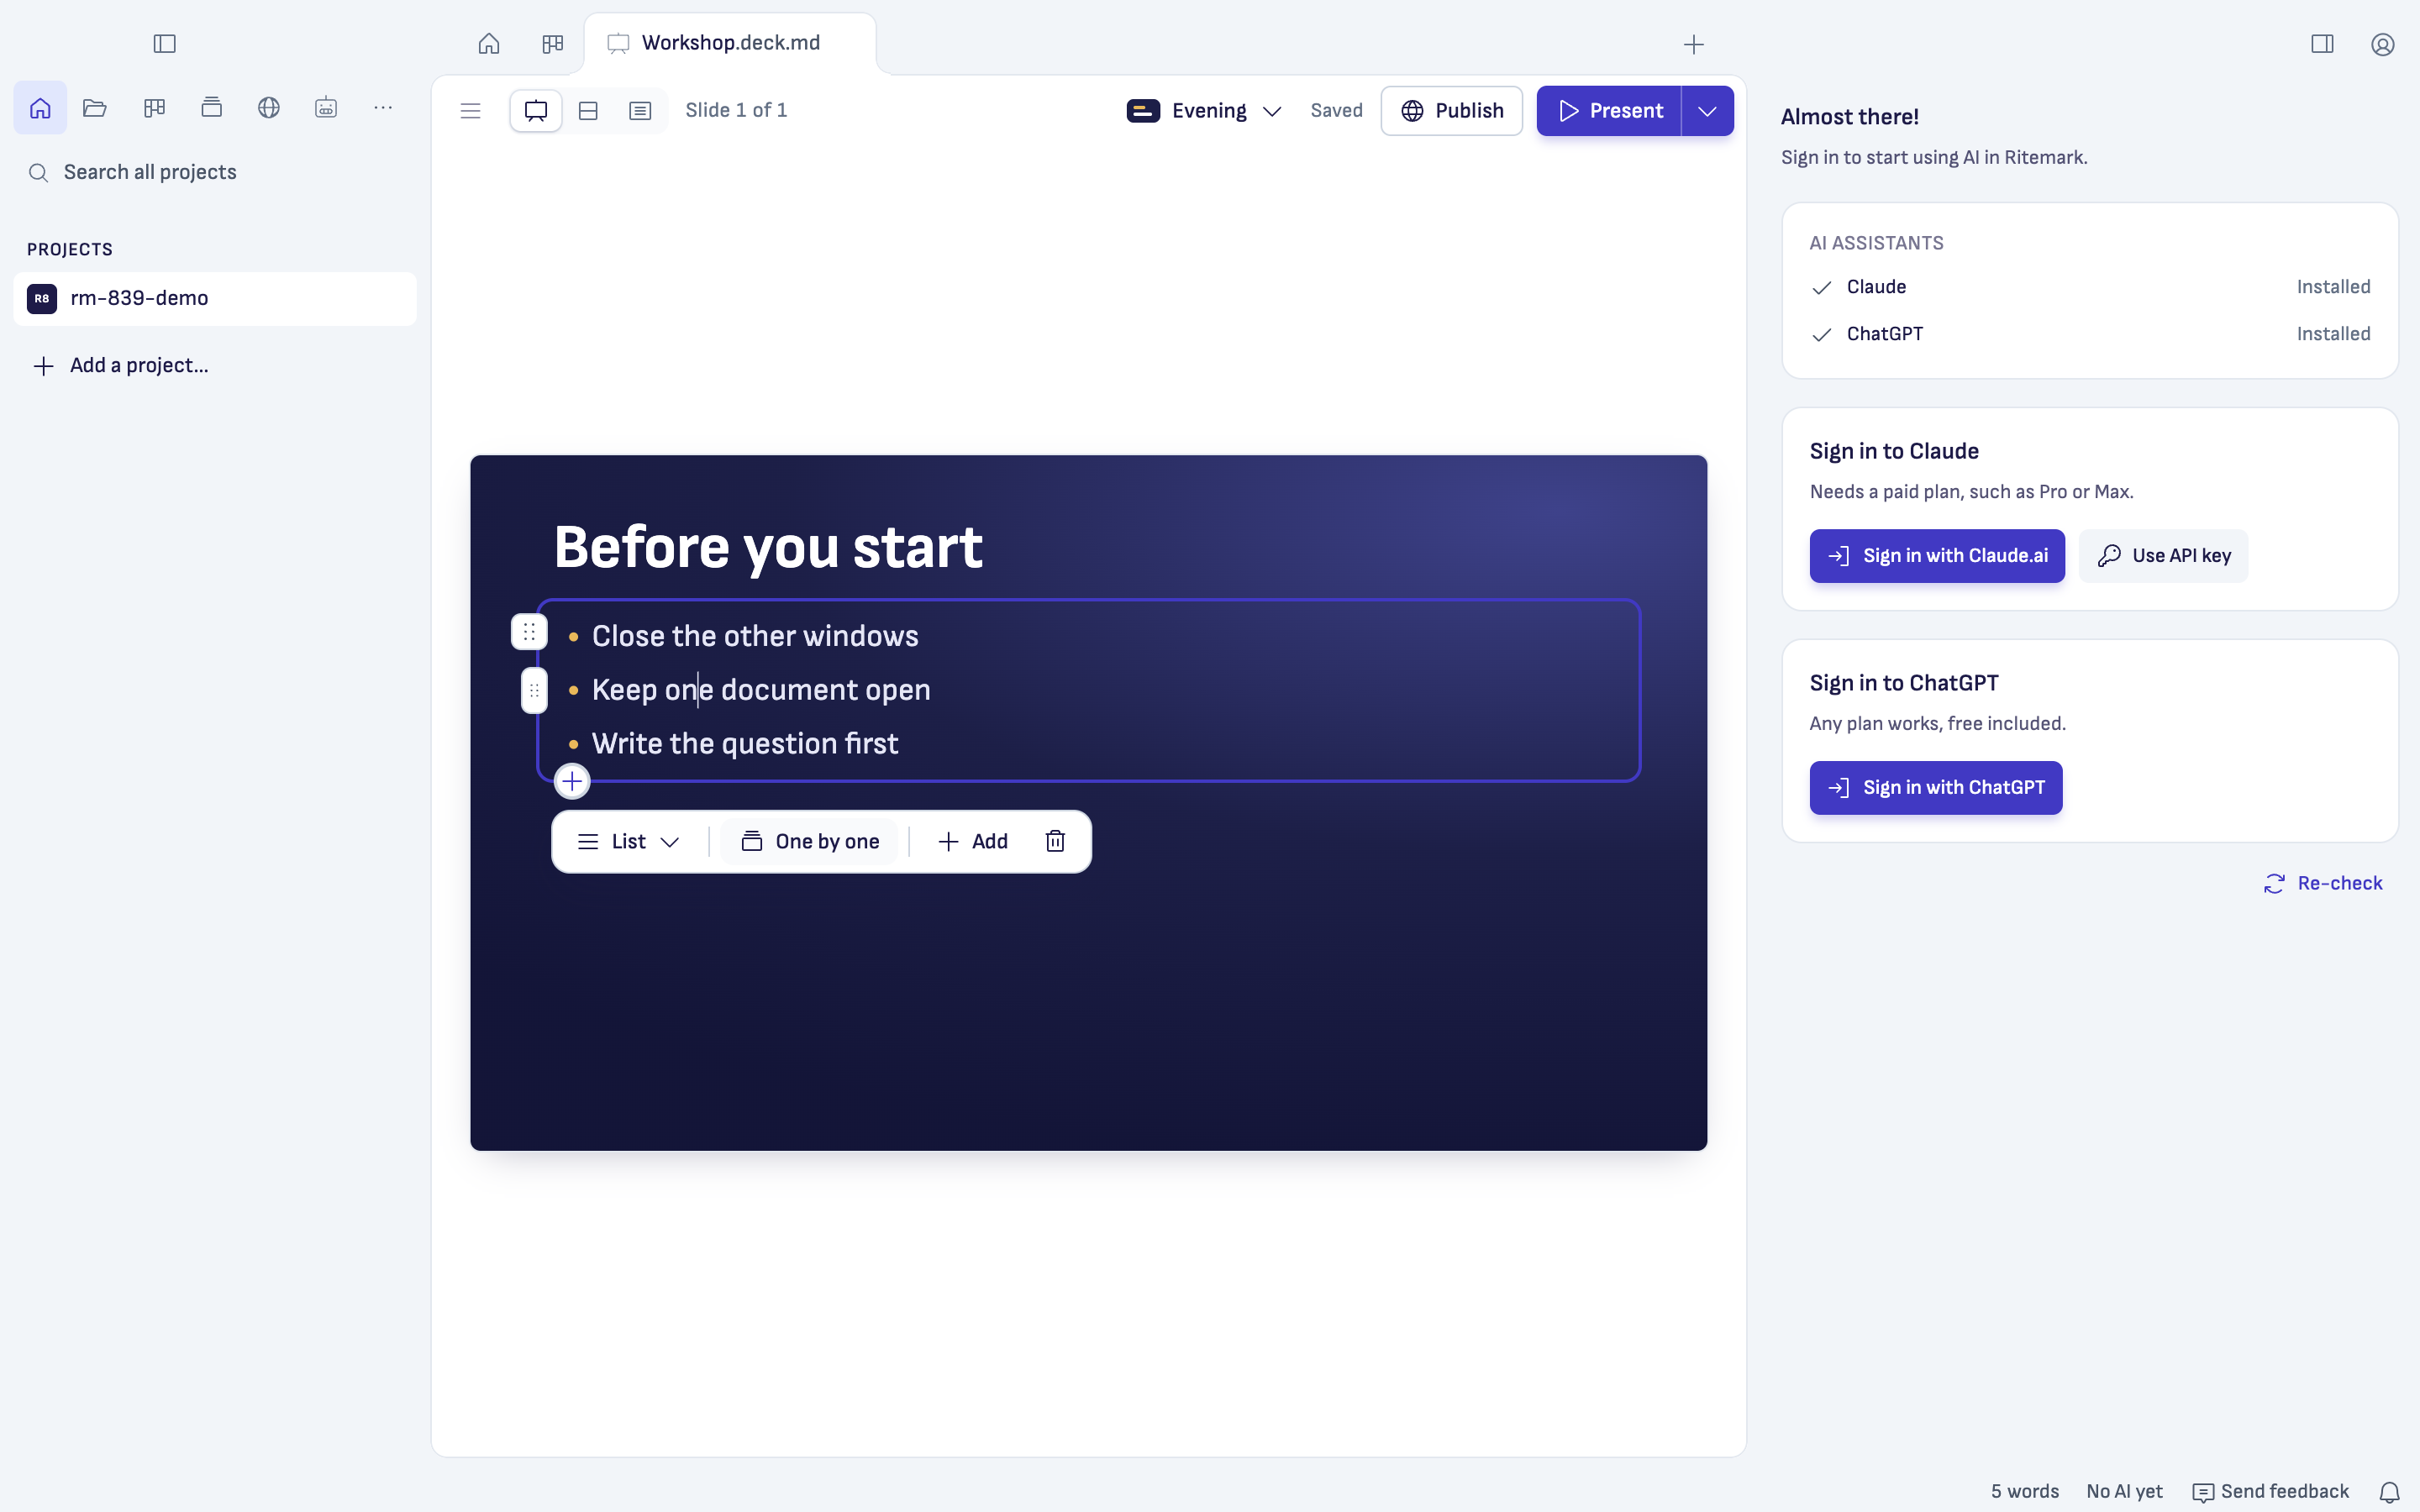 Workshop.deck.md
Search all projects
PROJECTS
R8 rm-839-demo
Add a project...
Slide 1 of 1
Evening
Saved
Publish
Present
Before you start
Close the other windows
Keep one document open
Write the question first
List
One by one
Add
Almost there!
Sign in to start using AI in Ritemark.
AI ASSISTANTS
Claude Installed
ChatGPT Installed
Sign in to Claude
Needs a paid plan, such as Pro or Max.
Sign in with Claude.ai
Use API key
Sign in to ChatGPT
Any plan works, free included.
Sign in with ChatGPT
Re-check
5 words
No AI yet
Send feedback